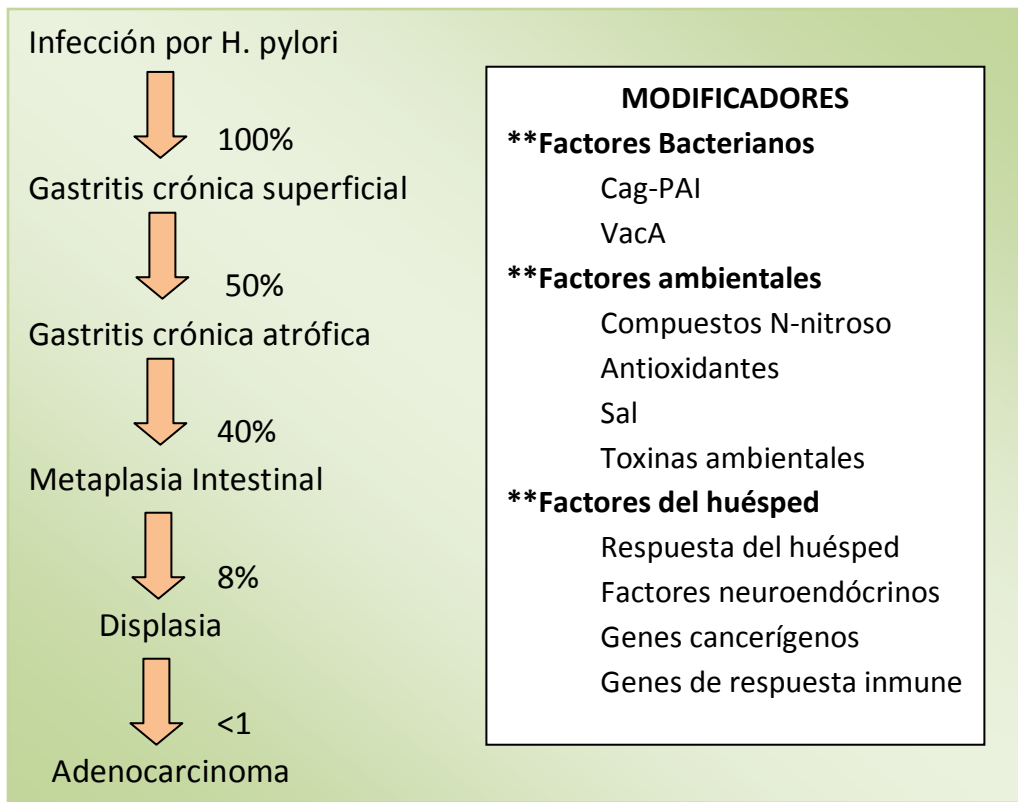 Infección por H. pylori
100%
Gastritis crónica superficial
50%
Gastritis crónica atrófica
40%
Metaplasia Intestinal
8%
Displasia
<1
Adenocarcinoma
MODIFICADORES
**Factores Bacterianos
Cag-PAI
VacA
**Factores ambientales
Compuestos N-nitroso
Antioxidantes
Sal
Toxinas ambientales
**Factores del huésped
Respuesta del huésped
Factores neuroendócrinos
Genes cancerígenos
Genes de respuesta inmune